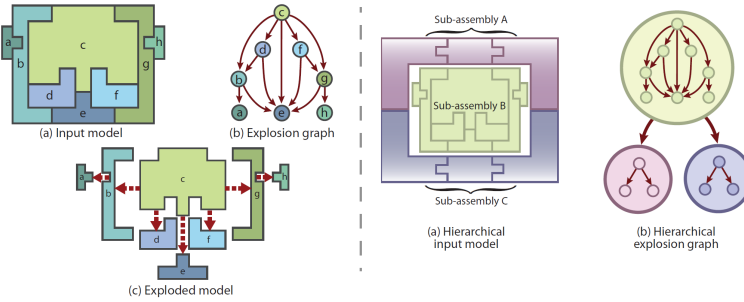 a
b
c
d
e
f
g
h
(a) Input model
c
d
f
b
g
a
e
h
(b) Explosion graph
a
b
c
d
e
f
g
h
(c) Exploded model
Sub-assembly A
Sub-assembly B
Sub-assembly C
(a) Hierarchical
input model
(b) Hierarchical
explosion graph